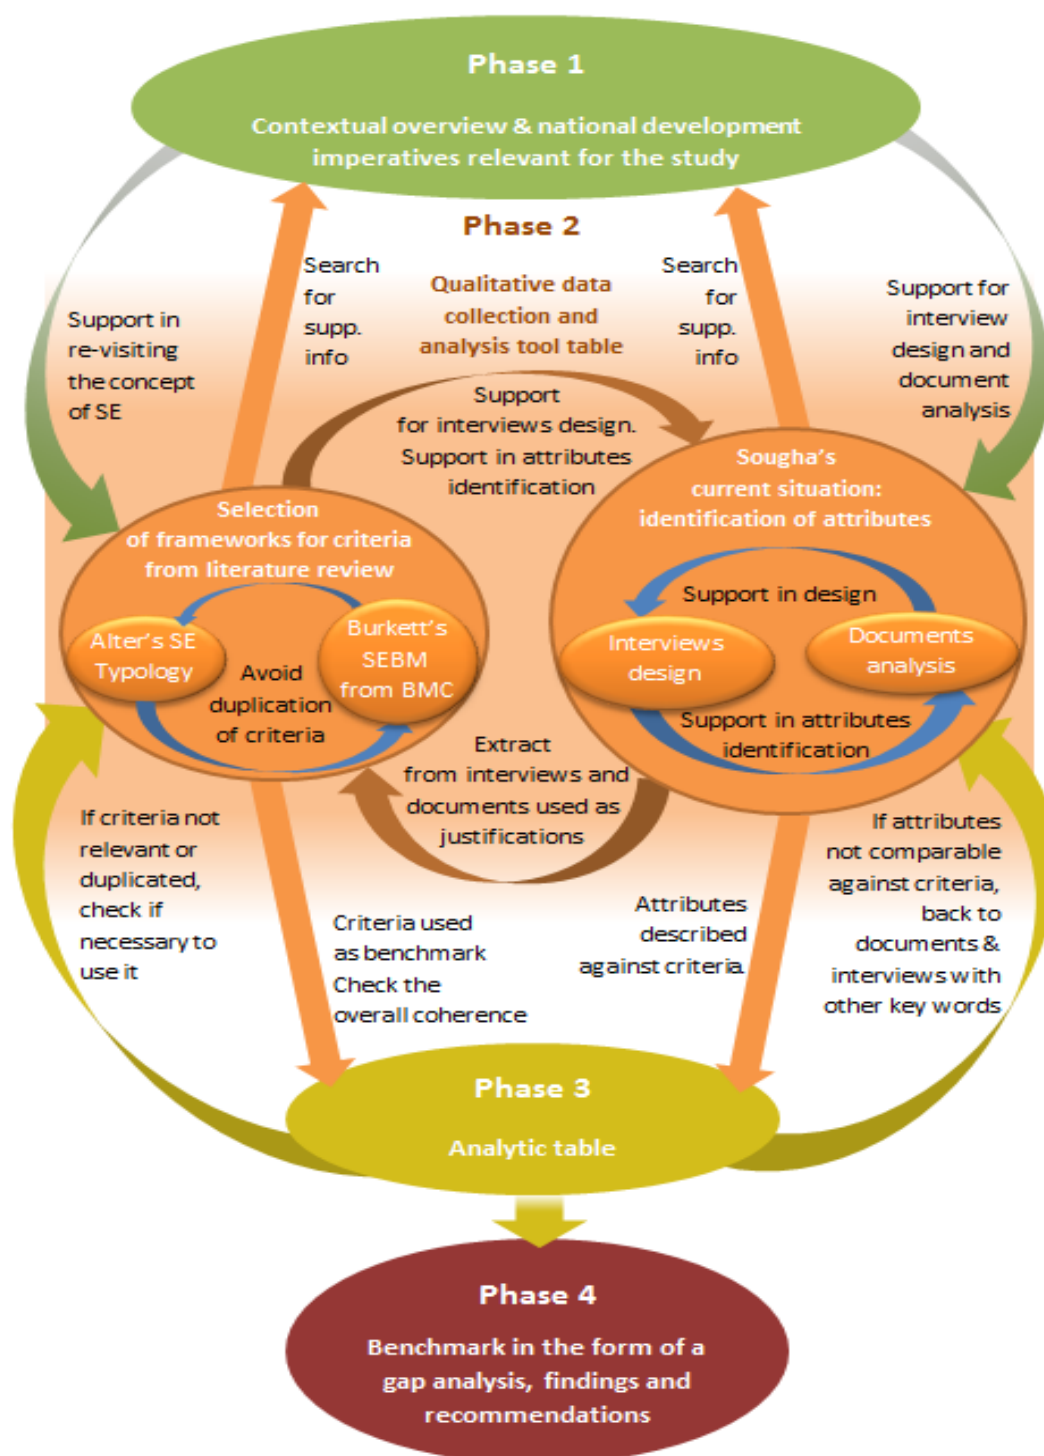 Phase 1
Contextual overview & national development
imperatives relevant for the study
Phase 2
Qualitative data
collection and
analysis tool table
Search
for
supp.
info
Search
for
supp.
info
Support in
re-visiting
the concept
of SE
Support for
interview
design and
document
analysis
Support
for interviews design.
Support in attributes
identification
Selection
of frameworks for criteria
from literature review
Alter's SE
Typology
Burkett's
SEBM
from BMC
Avoid
duplication
of criteria
Sougha's
current situation:
identification of attributes
Support in design
Interviews
design
Documents
analysis
Support in attributes
identification
Extract
from interviews and
documents used as
justifications
If criteria not
relevant or
duplicated,
check if
necessary to
use it
Criteria used
as benchmark
Check the
overall coherence
Attributes
described
against criteria.
If attributes
not comparable
against criteria,
back to
documents &
interviews with
other key words
Phase 3
Analytic table
Phase 4
Benchmark in the form of a
gap analysis, findings and
recommendations